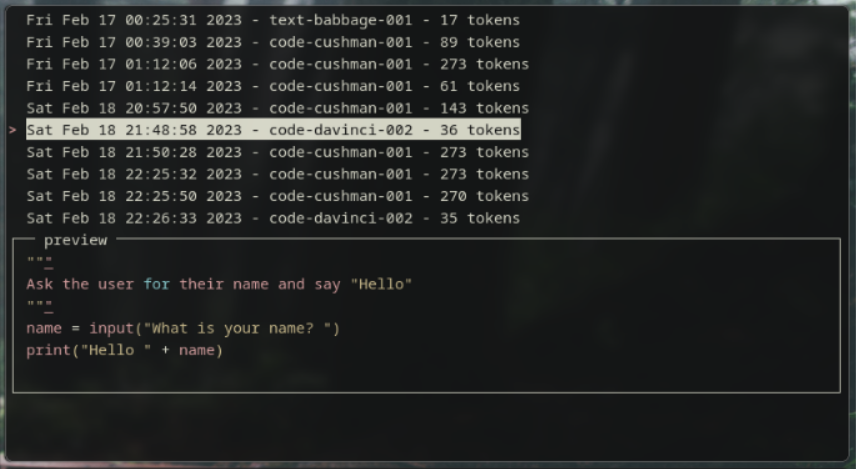 Fri Feb 17 00:25:31 2023 - text-babbage-001 - 17 tokens
Fri Feb 17 00:39:03 2023 - code-cushman-001 - 89 tokens
Fri Feb 17 01:12:06 2023 - code-cushman-001 - 273 tokens
Fri Feb 17 01:12:14 2023 - code-cushman-001 - 61 tokens
Sat Feb 18 20:57:50 2023 - code-cushman-001 - 143 tokens
> Sat Feb 18 21:48:58 2023 - code-davinci-002 - 36 tokens
Sat Feb 18 21:50:28 2023 - code-cushman-001 - 273 tokens
Sat Feb 18 22:25:32 2023 - code-cushman-001 - 273 tokens
Sat Feb 18 22:25:50 2023 - code-cushman-001 - 270 tokens
Sat Feb 18 22:26:33 2023 - code-davinci-002 - 35 tokens
preview
"""
Ask the user for their name and say "Hello"
"""
name = input("What is your name? ")
print("Hello " + name)